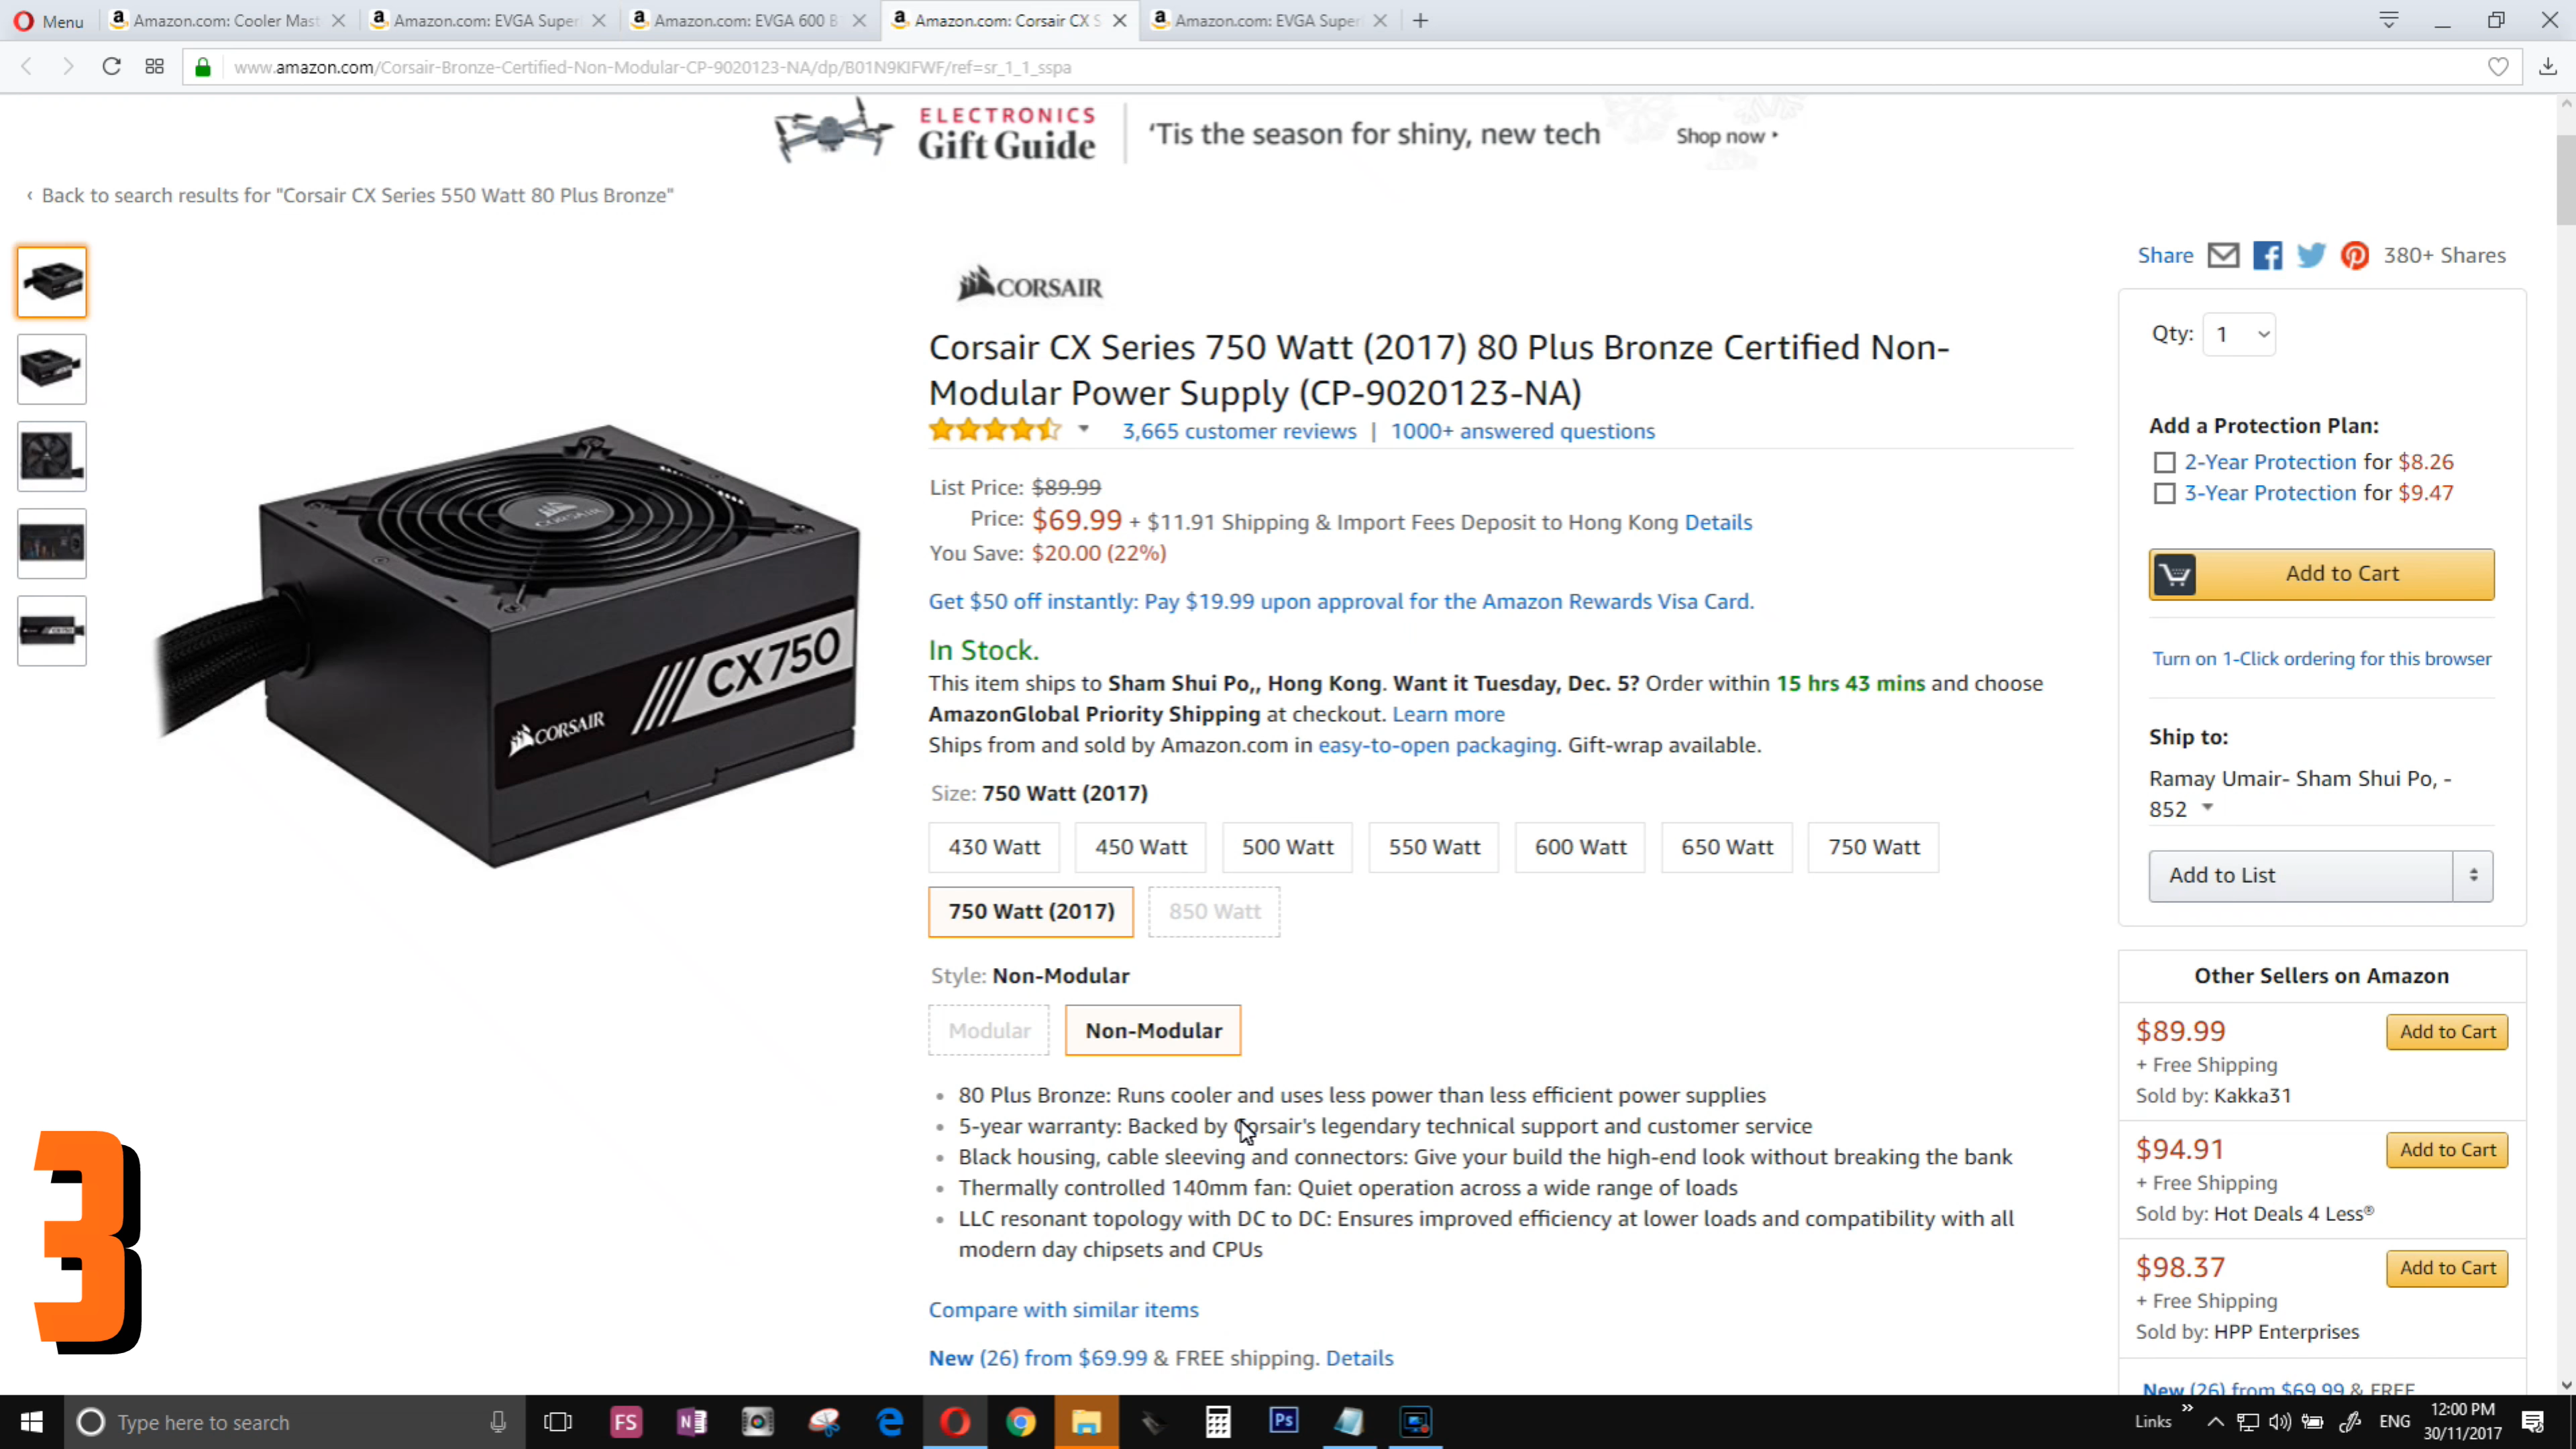 Menu
Amazon.com: Cooler Mast
Amazon.com: EVGA Super
Amazon.com: EVGA 600 B
Amazon.com: Corsair CX S
Amazon.com: EVGA Super
www.amazon.com/Corsair-Bronze-Certified-Non-Modular-CP-9020123-NA/dp/B01N9KIFWF/ref=sr_1_1_sspa
ELECTRONICS
Gift Guide
'Tis the season for shiny, new tech
Shop now
‹ Back to search results for "Corsair CX Series 550 Watt 80 Plus Bronze"
Share 380+ Shares
CORSAIR
Corsair CX Series 750 Watt (2017) 80 Plus Bronze Certified Non-
Modular Power Supply (CP-9020123-NA)
3,665 customer reviews | 1000+ answered questions
List Price: $89.99
Price: $69.99 + $11.91 Shipping & Import Fees Deposit to Hong Kong Details
You Save: $20.00 (22%)
Get $50 off instantly: Pay $19.99 upon approval for the Amazon Rewards Visa Card.
In Stock.
This item ships to Sham Shui Po,, Hong Kong. Want it Tuesday, Dec. 5? Order within 15 hrs 43 mins and choose
AmazonGlobal Priority Shipping at checkout. Learn more
Ships from and sold by Amazon.com in easy-to-open packaging. Gift-wrap available.
Size: 750 Watt (2017)
430 Watt
450 Watt
500 Watt
550 Watt
600 Watt
650 Watt
750 Watt
750 Watt (2017)
850 Watt
Style: Non-Modular
Modular
Non-Modular
• 80 Plus Bronze: Runs cooler and uses less power than less efficient power supplies
• 5-year warranty: Backed by Corsair's legendary technical support and customer service
• Black housing, cable sleeving and connectors: Give your build the high-end look without breaking the bank
• Thermally controlled 140mm fan: Quiet operation across a wide range of loads
• LLC resonant topology with DC to DC: Ensures improved efficiency at lower loads and compatibility with all
modern day chipsets and CPUs
Compare with similar items
New (26) from $69.99 & FREE shipping. Details
CORSAIR
CORSAIR
CX750
3
Qty: 1
Add a Protection Plan:
2-Year Protection for $8.26
3-Year Protection for $9.47
Add to Cart
Turn on 1-Click ordering for this browser
Ship to:
Ramay Umair- Sham Shui Po, -
852
Add to List
Other Sellers on Amazon
$89.99
Add to Cart
+ Free Shipping
Sold by: Kakka31
$94.91
Add to Cart
+ Free Shipping
Sold by: Hot Deals 4 Less®
$98.37
Add to Cart
+ Free Shipping
Sold by: HPP Enterprises
New (26) from $69.99 & FREE
Type here to search
FS
N
Ps
Links
ENG
12:00 PM
30/11/2017